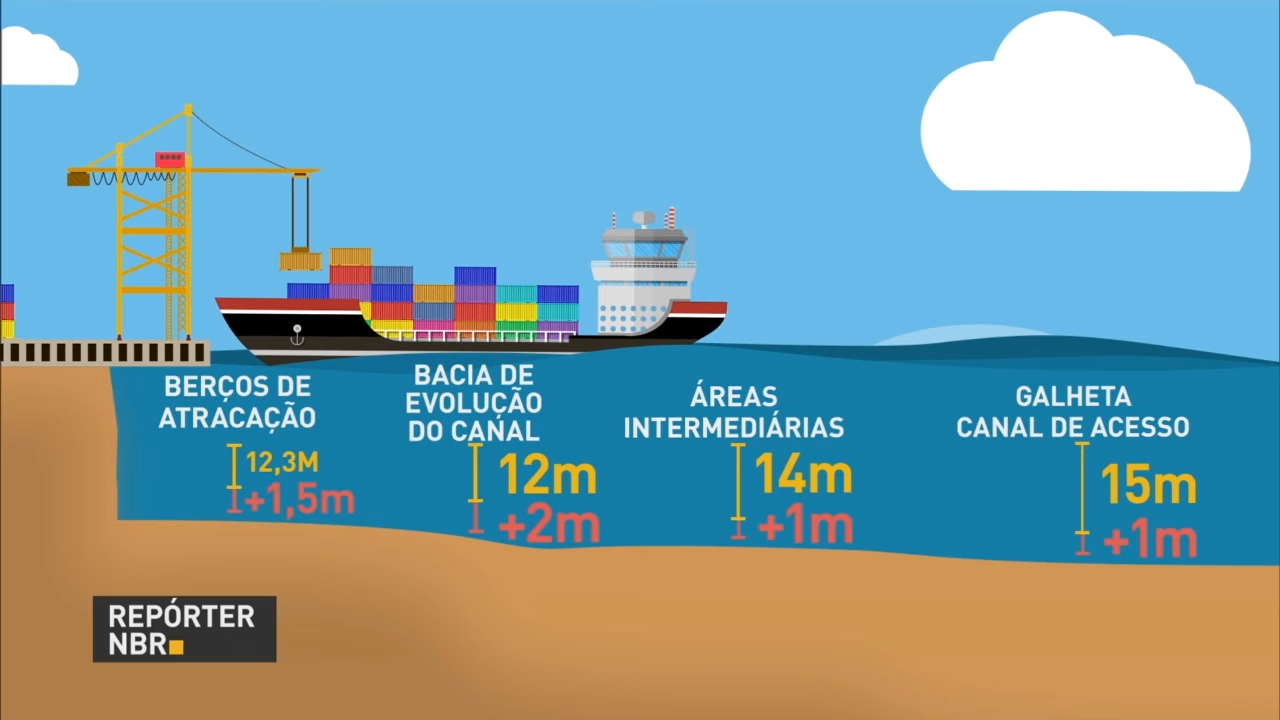 BERÇOS DE
ATRACAÇÃO
12,3M
+1,5m
BACIA DE
EVOLUÇÃO
DO CANAL
12m
+2m
ÁREAS
INTERMEDIÁRIAS
14m
+1m
GALHETA
CANAL DE ACESSO
15m
+1m
REPÓRTER
NBR